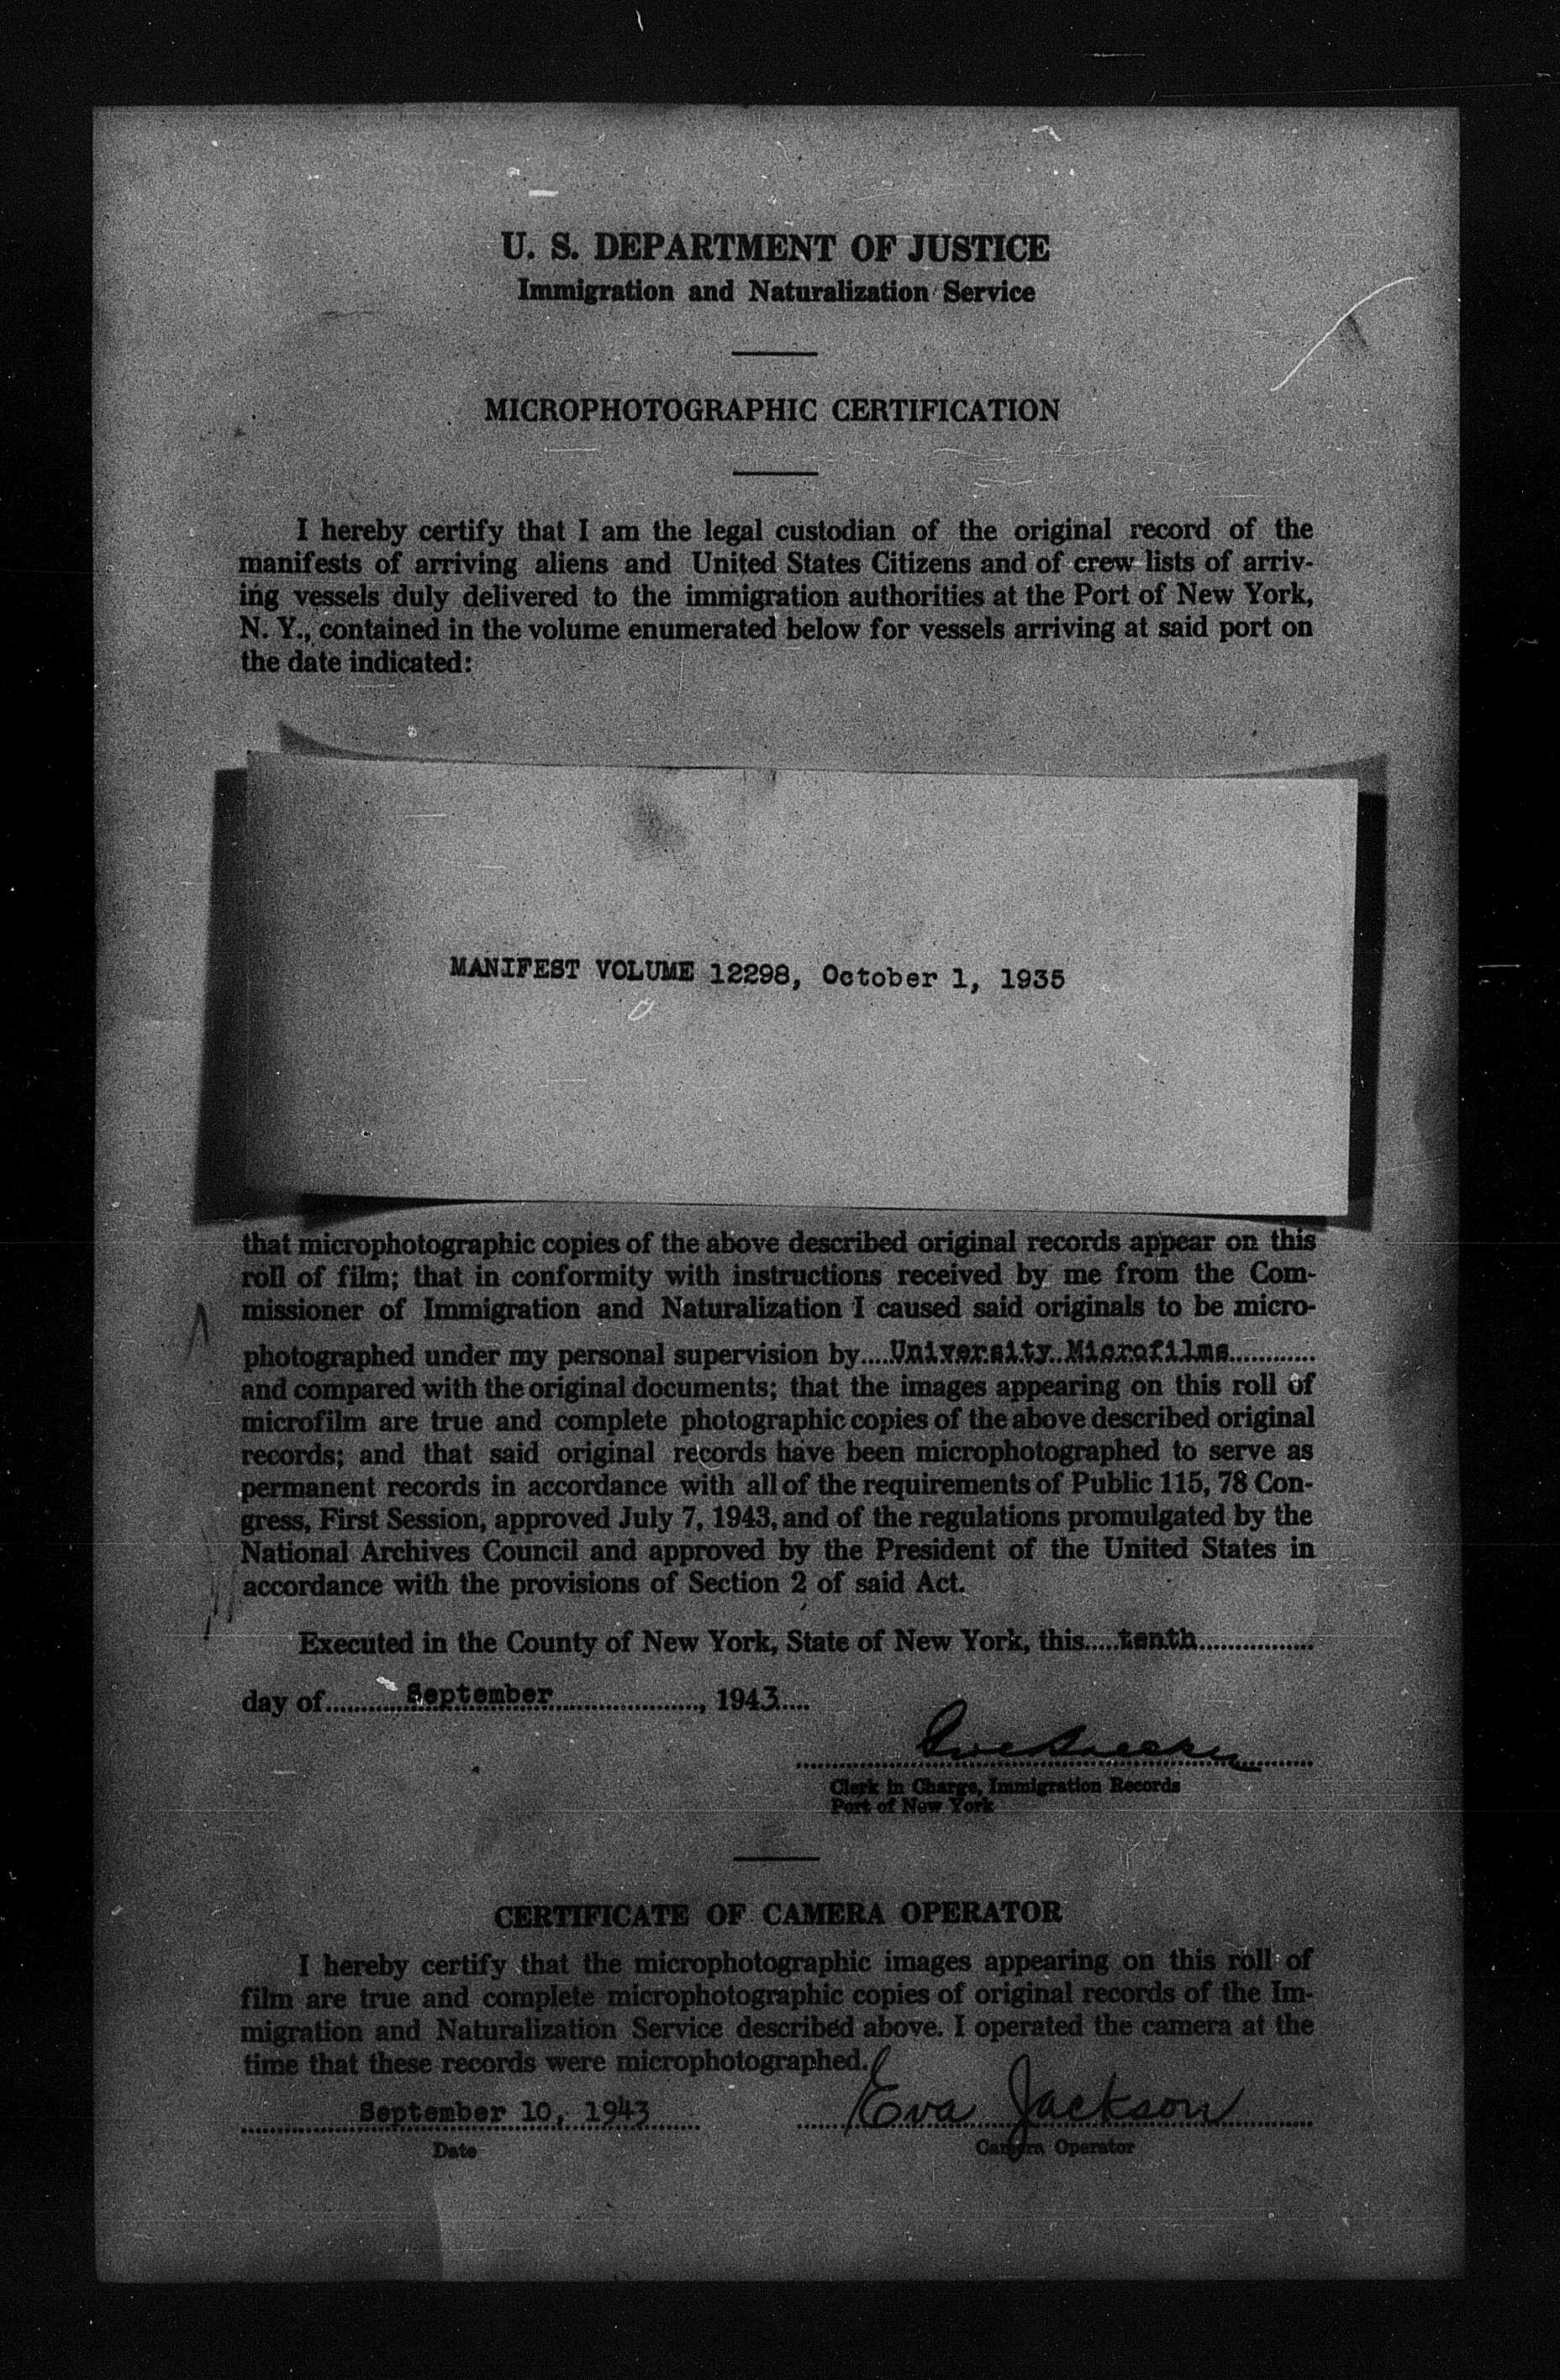 U. S. DEPARTMENT OF JUSTICE
Immigration and Naturalization Service
MICROPHOTOGRAPHIC CERTIFICATION
I hereby certify that I am the legal custodian of the original record of the
manifests of arriving aliens and United States Citizens and of crew lists of arriv-
ing vessels duly delivered to the immigration authorities at the Port of New York,
N. Y., contained in the volume enumerated below for vessels arriving at said port on
the date indicated:
MANIFEST VOLUME 12298, October 1, 1935
that microphotographic copies of the above described original records appear on this
roll of film; that in conformity with instructions received by me from the Com-
missioner of Immigration and Naturalization I caused said originals to be micro-
photographed under my personal supervision by....University Microfilms............
and compared with the original documents; that the images appearing on this roll of
microfilm are true and complete photographic copies of the above described original
records; and that said original records have been microphotographed to serve as
permanent records in accordance with all of the requirements of Public 115, 78 Con-
gress, First Session, approved July 7, 1943, and of the regulations promulgated by the
National Archives Council and approved by the President of the United States in
accordance with the provisions of Section 2 of said Act.
Executed in the County of New York, State of New York, this.....tenth.................
day of............September......................, 1943.....
Clerk in Charge, Immigration Records
Port of New York
CERTIFICATE OF CAMERA OPERATOR
I hereby certify that the microphotographic images appearing on this roll of
film are true and complete microphotographic copies of original records of the Im-
migration and Naturalization Service described above. I operated the camera at the
time that these records were microphotographed.
September 10, 1943 Eva Jackson
Date Camera Operator